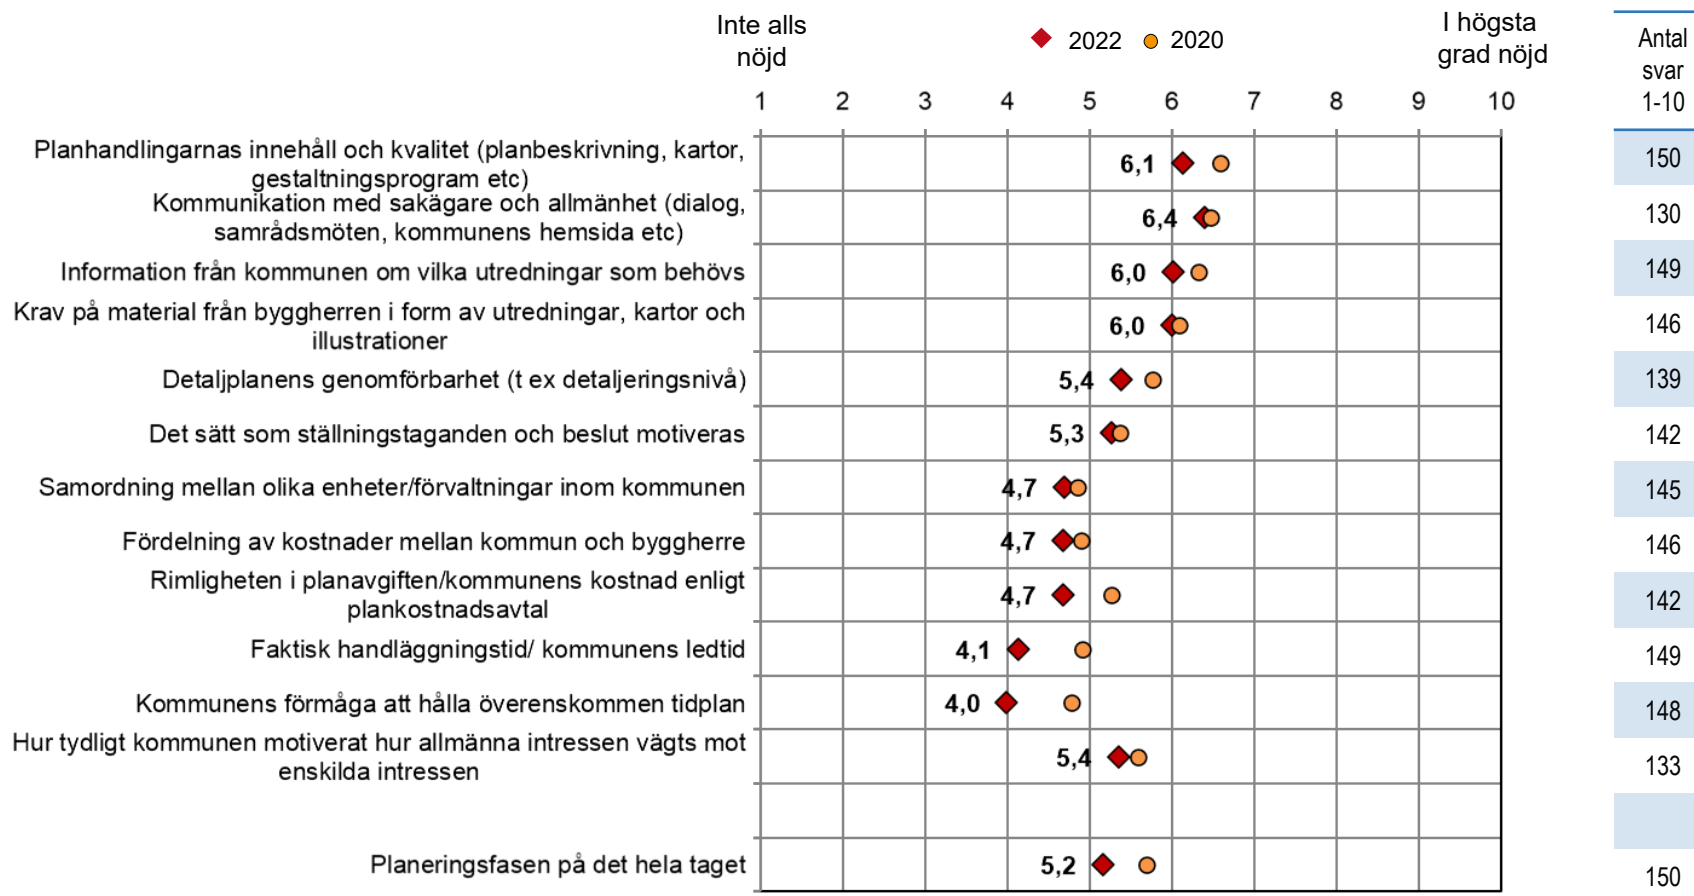 Inte alls
nöjd
2022
2020
I högsta
grad nöjd
Antal
svar
1-10
1 2 3 4 5 6 7 8 9 10
Planhandlingarnas innehåll och kvalitet (planbeskrivning, kartor,
gestaltningsprogram etc)
6,1
150
Kommunikation med sakägare och allmänhet (dialog,
samrådsmöten, kommunens hemsida etc)
6,4
130
Information från kommunen om vilka utredningar som behövs
6,0
149
Krav på material från byggherren i form av utredningar, kartor och
illustrationer
6,0
146
Detaljplanens genomförbarhet (t ex detaljeringsnivå)
5,4
139
Det sätt som ställningstaganden och beslut motiveras
5,3
142
Samordning mellan olika enheter/förvaltningar inom kommunen
4,7
145
Fördelning av kostnader mellan kommun och byggherre
4,7
146
Rimligheten i planavgiften/kommunens kostnad enligt
plankostnadsavtal
4,7
142
Faktisk handläggningstid/ kommunens ledtid
4,1
149
Kommunens förmåga att hålla överenskommen tidplan
4,0
148
Hur tydligt kommunen motiverat hur allmänna intressen vägts mot
enskilda intressen
5,4
133
Planeringsfasen på det hela taget
5,2
150